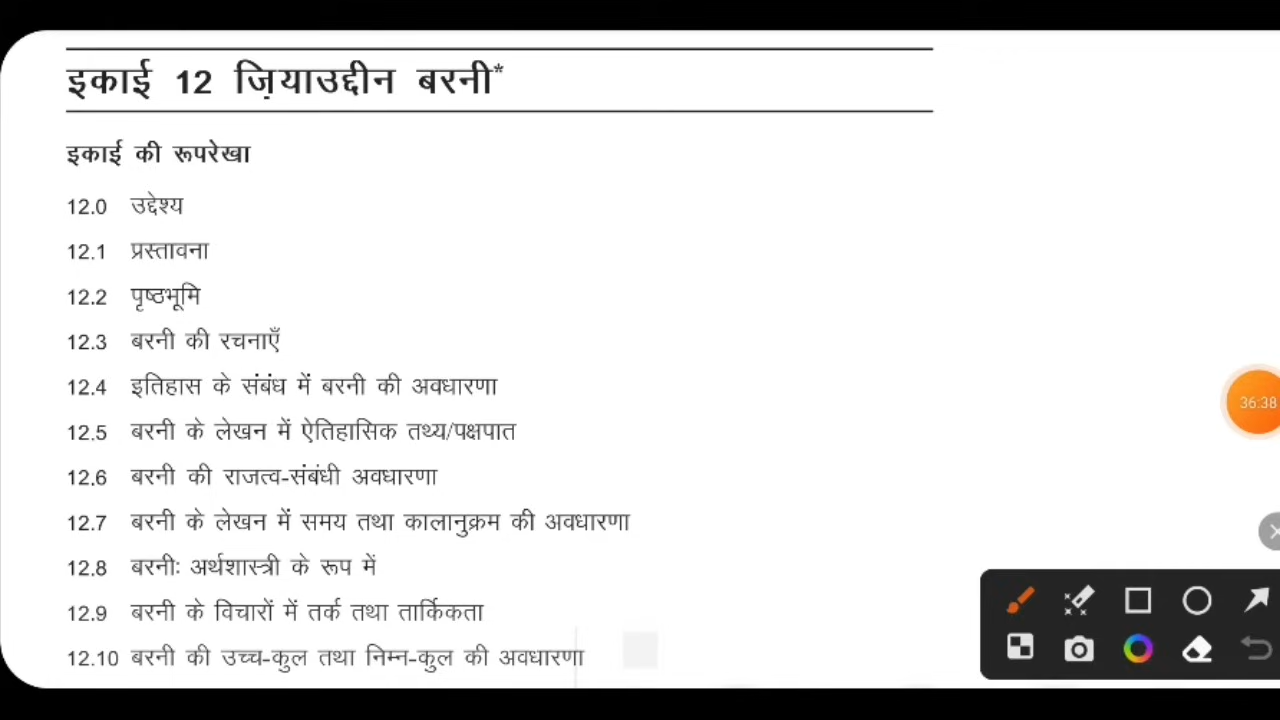 इकाई 12 ज़ियाउद्दीन बरनी*
इकाई की रूपरेखा
12.0 उद्देश्य
12.1 प्रस्तावना
12.2 पृष्ठभूमि
12.3 बरनी की रचनाएँ
12.4 इतिहास के संबंध में बरनी की अवधारणा
12.5 बरनी के लेखन में ऐतिहासिक तथ्य/पक्षपात
12.6 बरनी की राजत्व-संबंधी अवधारणा
12.7 बरनी के लेखन में समय तथा कालानुक्रम की अवधारणा
12.8 बरनीः अर्थशास्त्री के रूप में
12.9 बरनी के विचारों में तर्क तथा तार्किकता
12.10 बरनी की उच्च-कुल तथा निम्न-कुल की अवधारणा
36:38